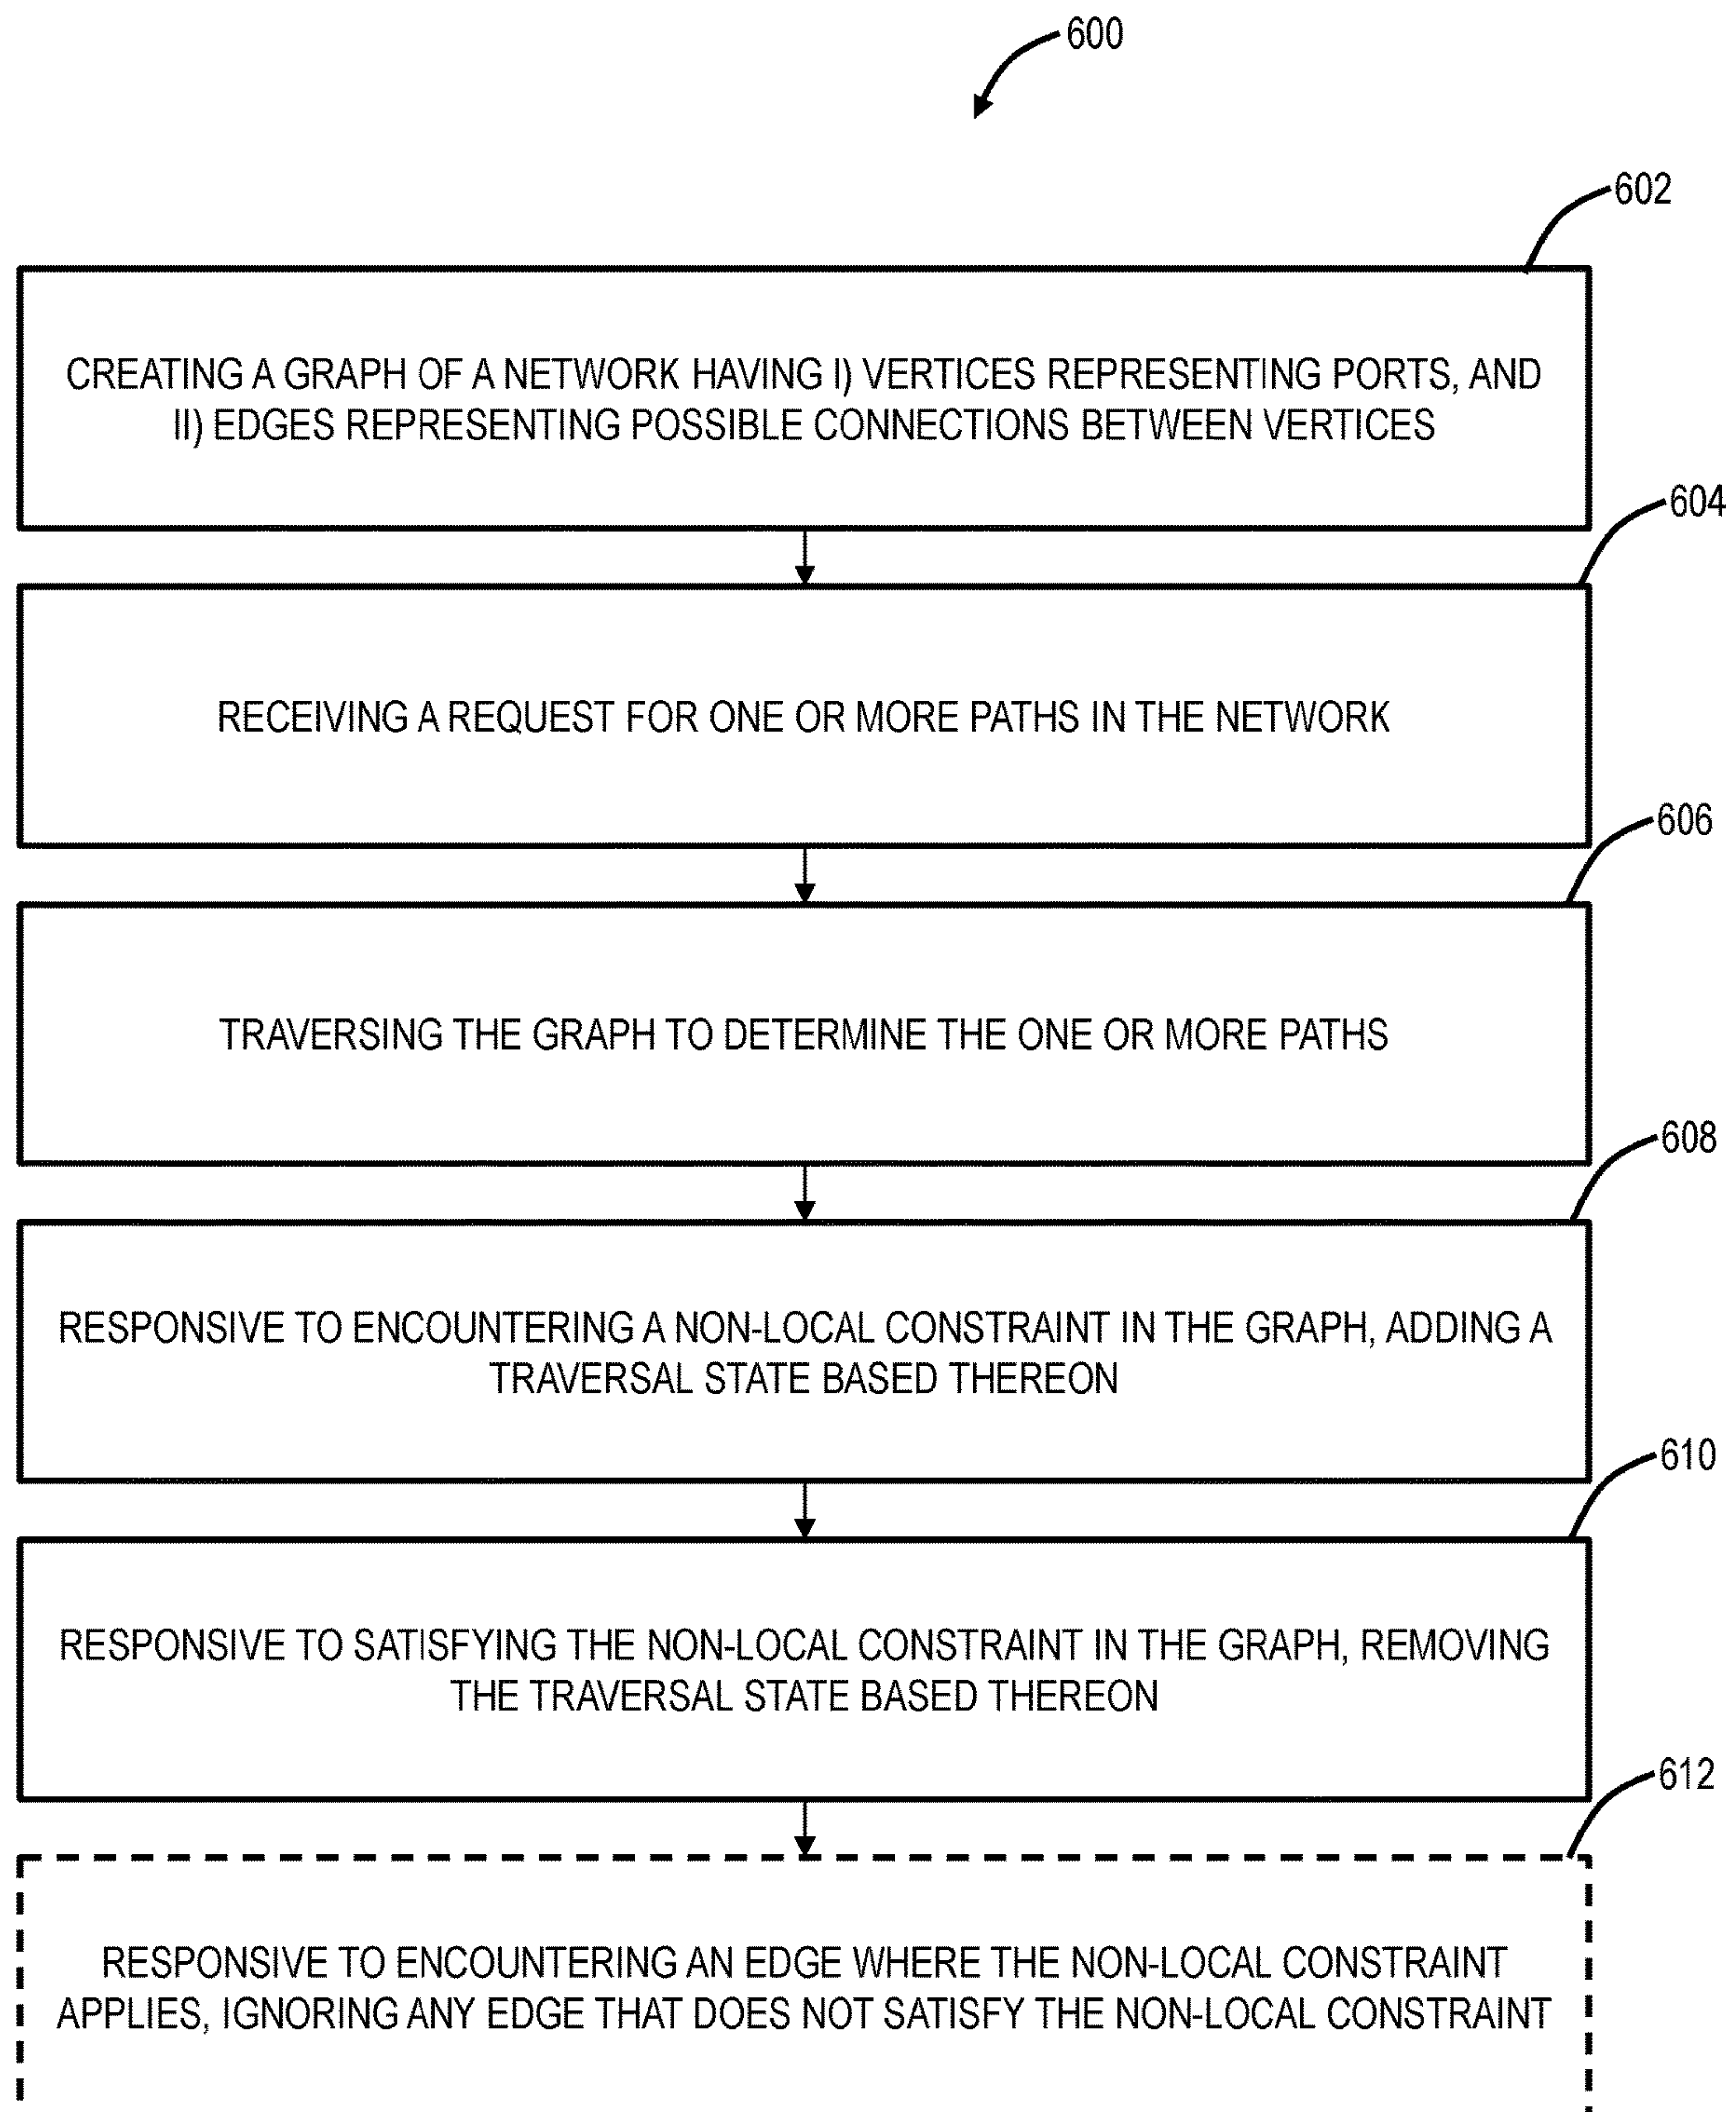 600
602
CREATING A GRAPH OF A NETWORK HAVING I) VERTICES REPRESENTING PORTS, AND
II) EDGES REPRESENTING POSSIBLE CONNECTIONS BETWEEN VERTICES
604
RECEIVING A REQUEST FOR ONE OR MORE PATHS IN THE NETWORK
606
TRAVERSING THE GRAPH TO DETERMINE THE ONE OR MORE PATHS
608
RESPONSIVE TO ENCOUNTERING A NON-LOCAL CONSTRAINT IN THE GRAPH, ADDING A
TRAVERSAL STATE BASED THEREON
610
RESPONSIVE TO SATISFYING THE NON-LOCAL CONSTRAINT IN THE GRAPH, REMOVING
THE TRAVERSAL STATE BASED THEREON
612
RESPONSIVE TO ENCOUNTERING AN EDGE WHERE THE NON-LOCAL CONSTRAINT
APPLIES, IGNORING ANY EDGE THAT DOES NOT SATISFY THE NON-LOCAL CONSTRAINT